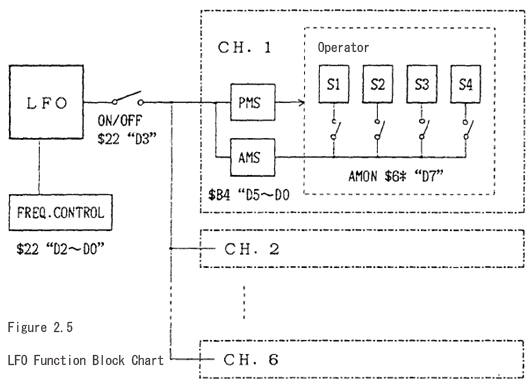 CH. 1
Operator
LFO
S1 S2 S3 S4
PMS
ON/OFF
$22 “D3”
AMS
AMON $6* “D7”
$B4 “D5～D0
FREQ.CONTROL
$22 “D2～D0”
CH. 2
Figure 2.5
LFO Function Block Chart
CH. 6